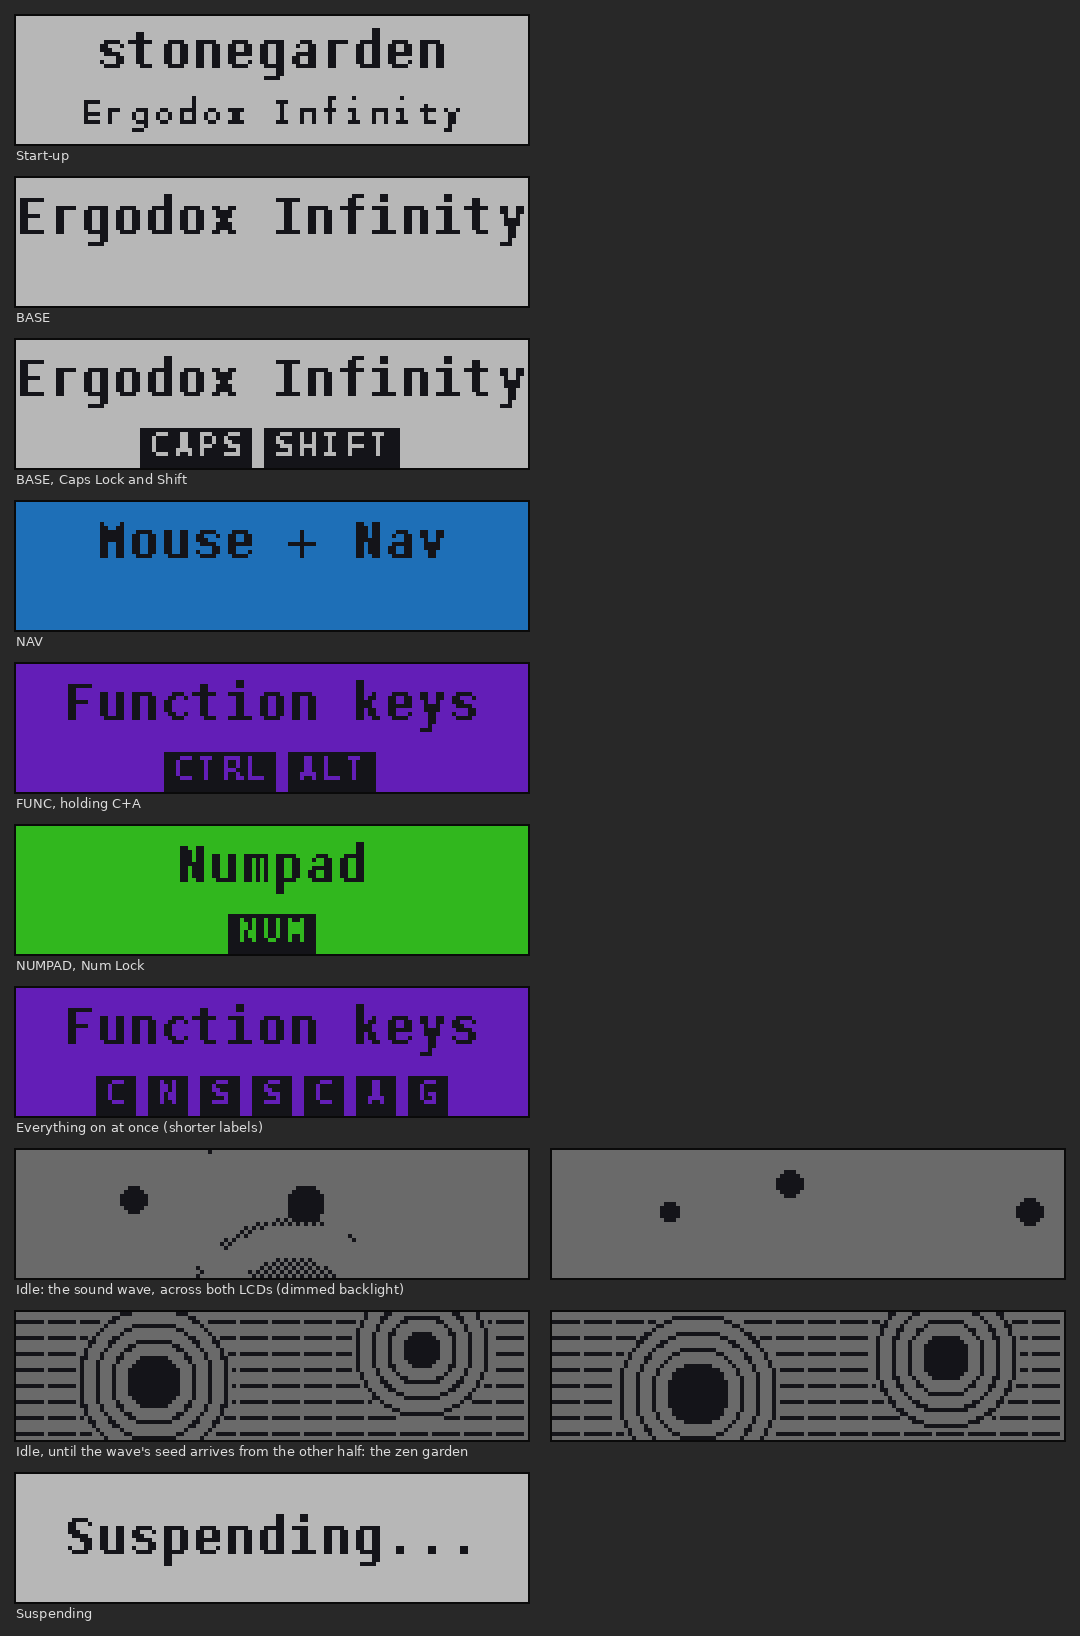 stonegarden
Ergodox Infinity
Start-up
Ergodox Infinity
BASE
Ergodox Infinity
CAPS SHIFT
BASE, Caps Lock and Shift
Mouse + Nav
NAV
Function keys
CTRL ALT
FUNC, holding C+A
Numpad
NUM
NUMPAD, Num Lock
Function keys
C N S S C A G
Everything on at once (shorter labels)
Idle: the sound wave, across both LCDs (dimmed backlight)
Idle, until the wave's seed arrives from the other half: the zen garden
Suspending...
Suspending